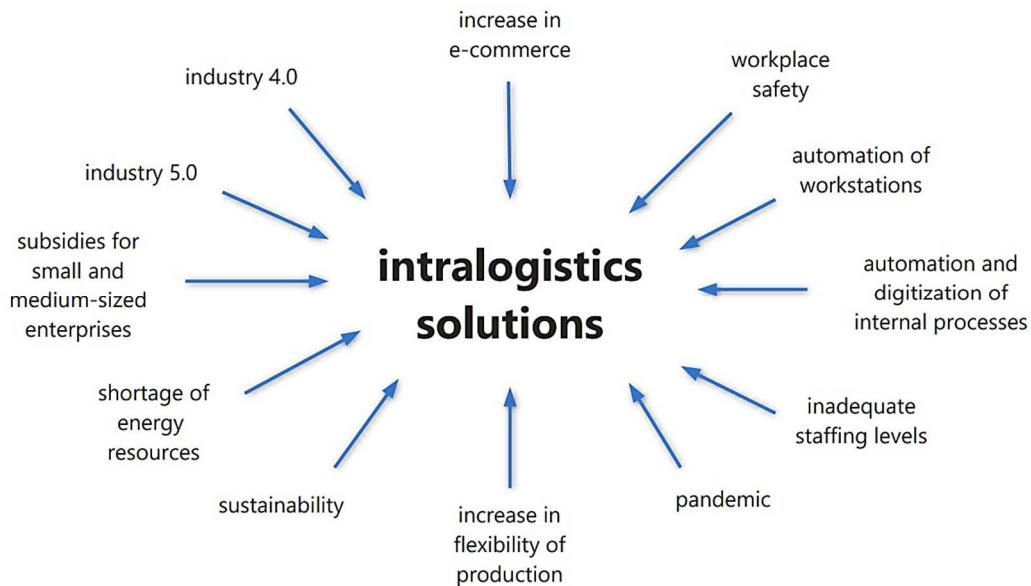 increase in
e-commerce
workplace
safety
automation of
workstations
automation and
digitization of
internal processes
inadequate
staffing levels
pandemic
increase in
flexibility of
production
sustainability
shortage of
energy
resources
subsidies for
small and
medium-sized
enterprises
industry 5.0
industry 4.0
intralogistics
solutions